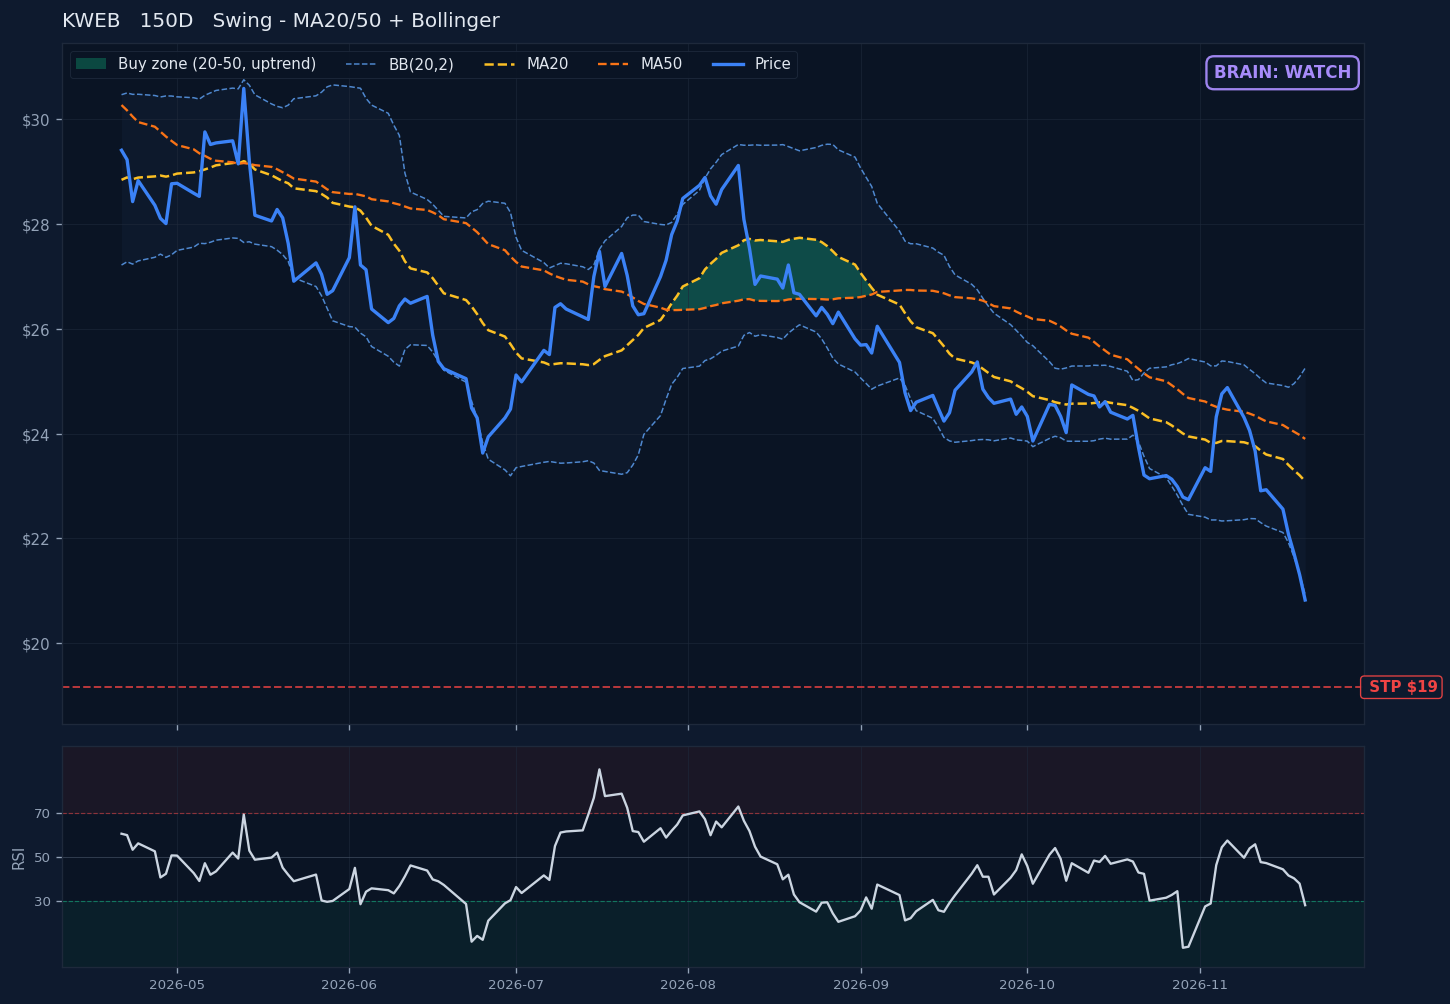 KWEB 150D Swing - MA20/50 + Bollinger
Buy zone (20-50, uptrend) BB(20,2) MA20 MA50 Price
BRAIN: WATCH
$30
$28
$26
$24
$22
$20
STP $19
70
50
30
RSI
2026-05 2026-06 2026-07 2026-08 2026-09 2026-10 2026-11